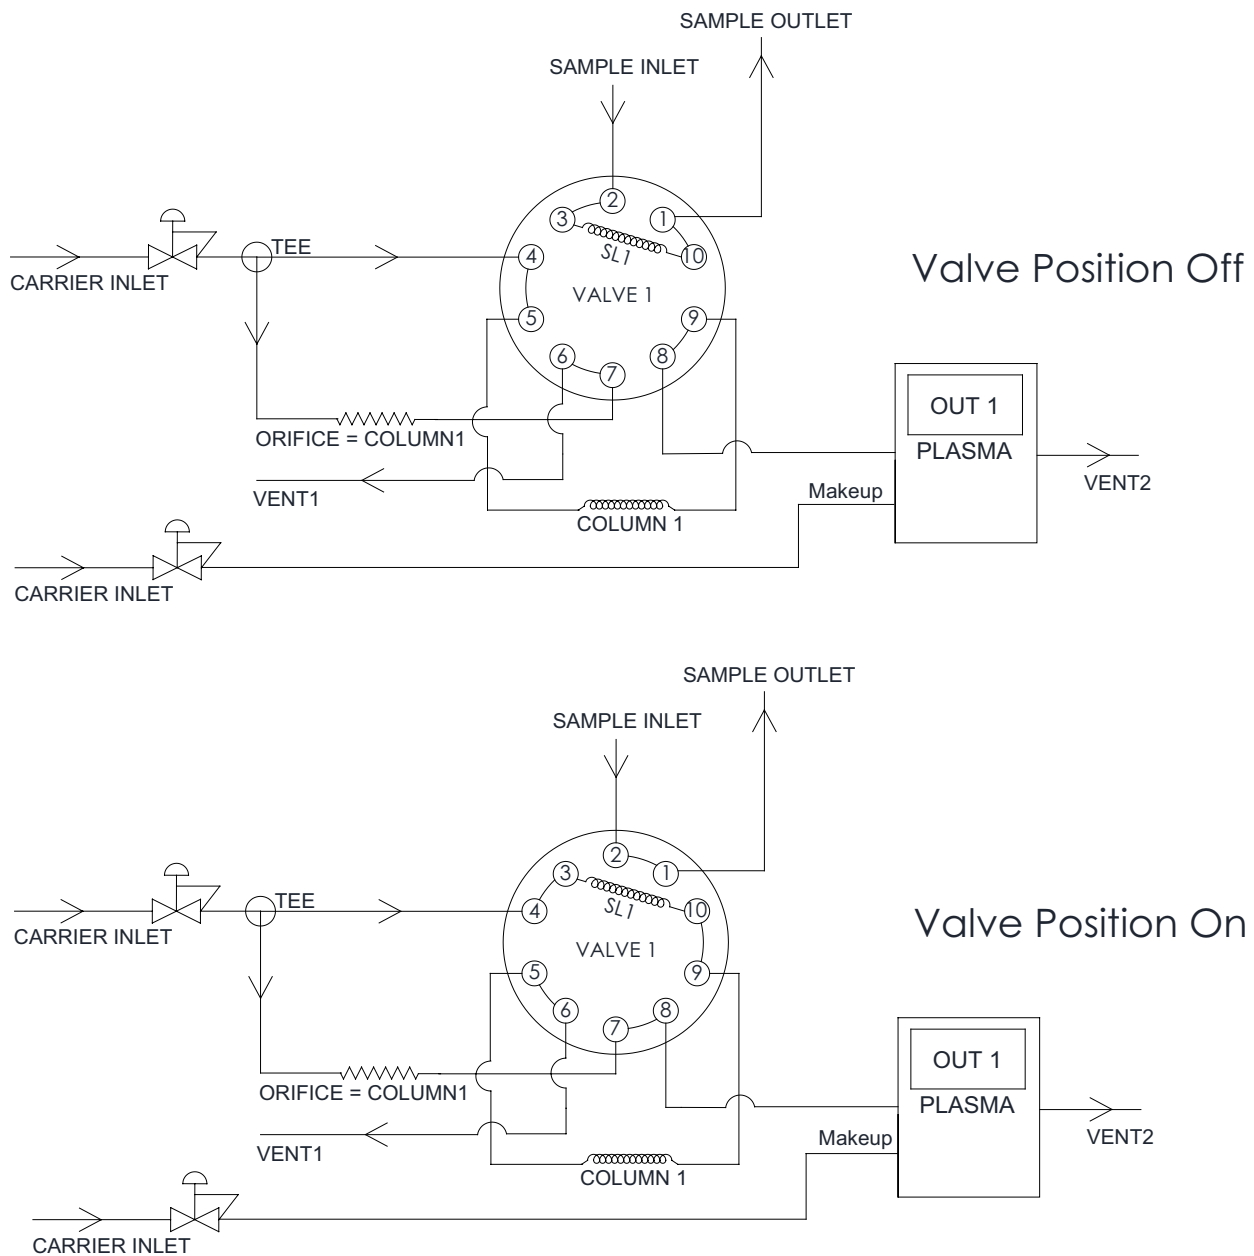 SAMPLE OUTLET
SAMPLE INLET
2
3
1
TEE
4
SL1
10
Valve Position Off
CARRIER INLET
VALVE 1
5
9
6
7
8
OUT 1
ORIFICE = COLUMN1
PLASMA
VENT1
Makeup
VENT2
COLUMN 1
CARRIER INLET
SAMPLE OUTLET
SAMPLE INLET
2
3
1
TEE
4
SL1
10
Valve Position On
CARRIER INLET
VALVE 1
5
9
6
7
8
OUT 1
ORIFICE = COLUMN1
PLASMA
VENT1
Makeup
VENT2
COLUMN 1
CARRIER INLET